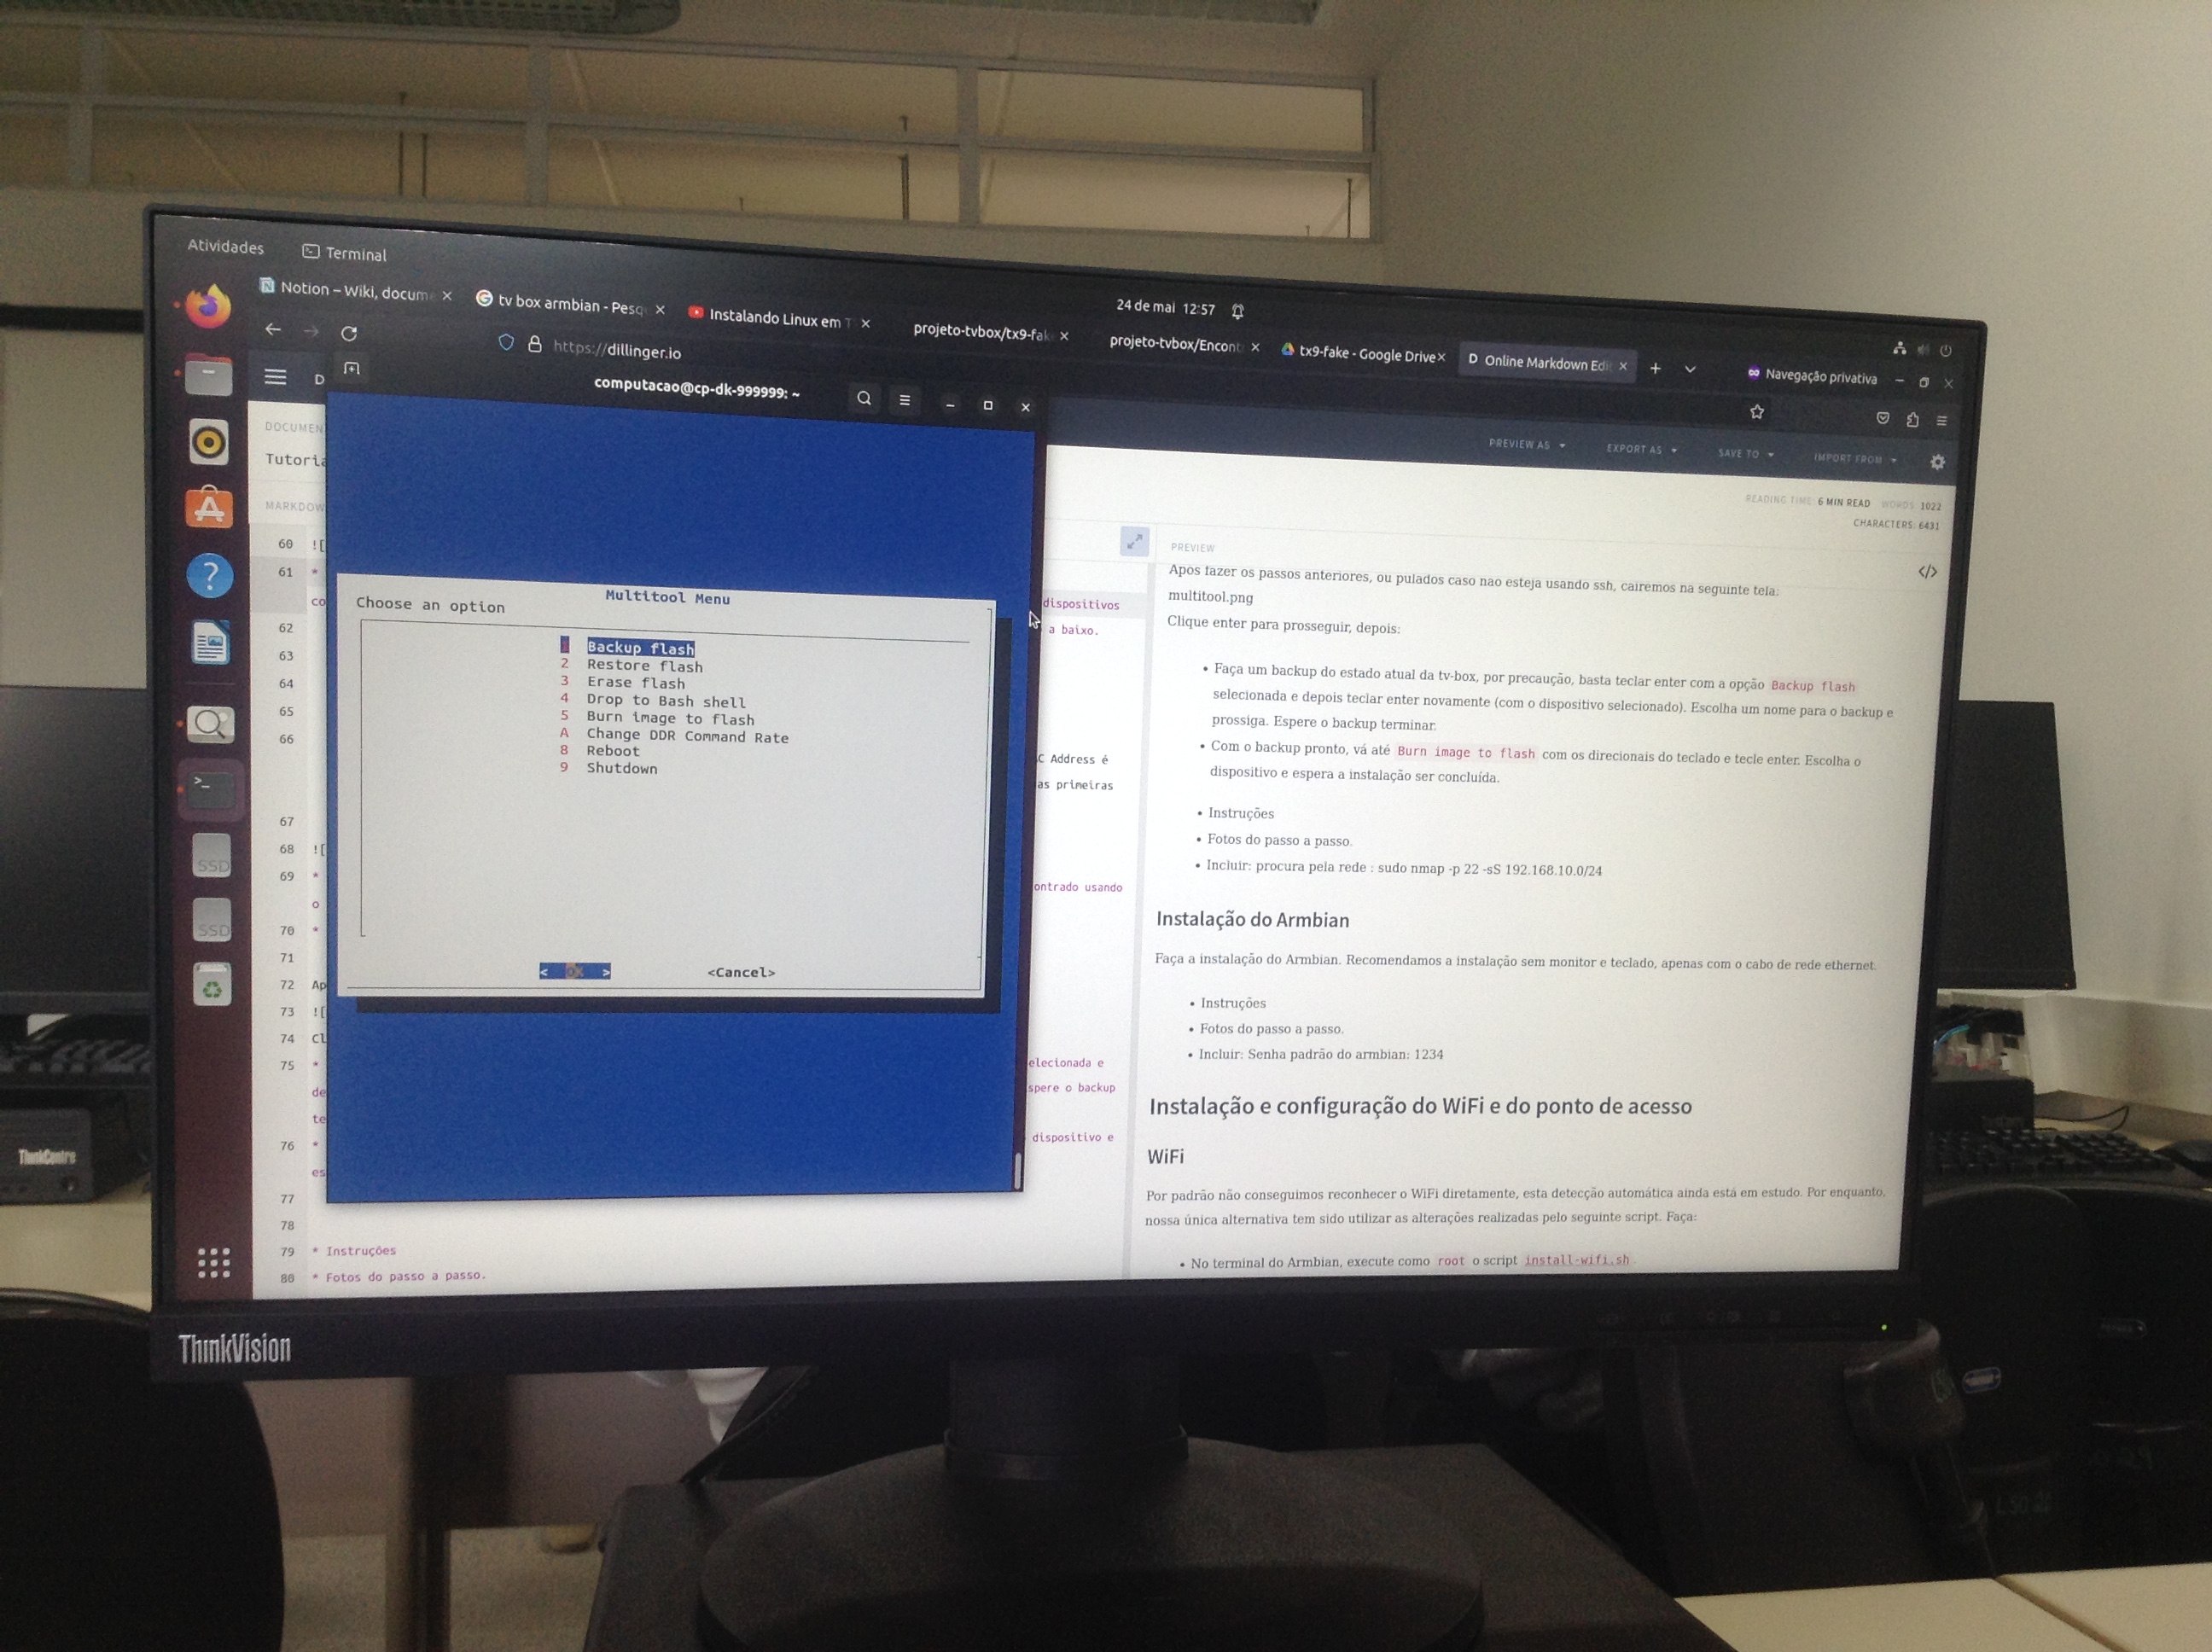 Atividades
Terminal
24 de mai 12:57
Notion – Wiki, docume
tv box armbian - Pesq
Instalando Linux em T
projeto-tvbox/tx9-fak
projeto-tvbox/Encont
tx9-fake - Google Drive
D Online Markdown Edi
Navegação privativa
https://dillinger.io
computacao@cp-dk-999999: ~
D
PREVIEW AS
EXPORT AS
SAVE TO
IMPORT FROM
DOCUMEN
Tutoria
READING TIME: 6 MIN READ WORDS: 1022
CHARACTERS: 6431
MARKDOW
PREVIEW
60 ![
61 *
co
62
63
64
65
66
67
68 ![
69 *
o
70 *
71
72 Ap
73 ![
74 Cl
75 *
de
te
76 *
es
77
78
79 * Instruções
80 * Fotos do passo a passo.
Multitool Menu
Choose an option
Backup flash
2 Restore flash
3 Erase flash
4 Drop to Bash shell
5 Burn image to flash
A Change DDR Command Rate
8 Reboot
9 Shutdown
< OK >
<Cancel>
dispositivos
a baixo.
C Address é
as primeiras
ontrado usando
elecionada e
spere o backup
dispositivo e
Apos fazer os passos anteriores, ou pulados caso nao esteja usando ssh, cairemos na seguinte tela:
multitool.png
Clique enter para prosseguir, depois:
• Faça um backup do estado atual da tv-box, por precaução, basta teclar enter com a opção Backup flash
selecionada e depois teclar enter novamente (com o dispositivo selecionado). Escolha um nome para o backup e
prossiga. Espere o backup terminar.
• Com o backup pronto, vá até Burn image to flash com os direcionais do teclado e tecle enter. Escolha o
dispositivo e espera a instalação ser concluída.
• Instruções
• Fotos do passo a passo.
• Incluir: procura pela rede : sudo nmap -p 22 -sS 192.168.10.0/24
Instalação do Armbian
Faça a instalação do Armbian. Recomendamos a instalação sem monitor e teclado, apenas com o cabo de rede ethernet.
• Instruções
• Fotos do passo a passo.
• Incluir: Senha padrão do armbian: 1234
Instalação e configuração do WiFi e do ponto de acesso
WiFi
Por padrão não conseguimos reconhecer o WiFi diretamente, esta detecção automática ainda está em estudo. Por enquanto,
nossa única alternativa tem sido utilizar as alterações realizadas pelo seguinte script. Faça:
• No terminal do Armbian, execute como root o script install-wifi.sh
SSD
SSD
ThinkCentre
ThinkVision